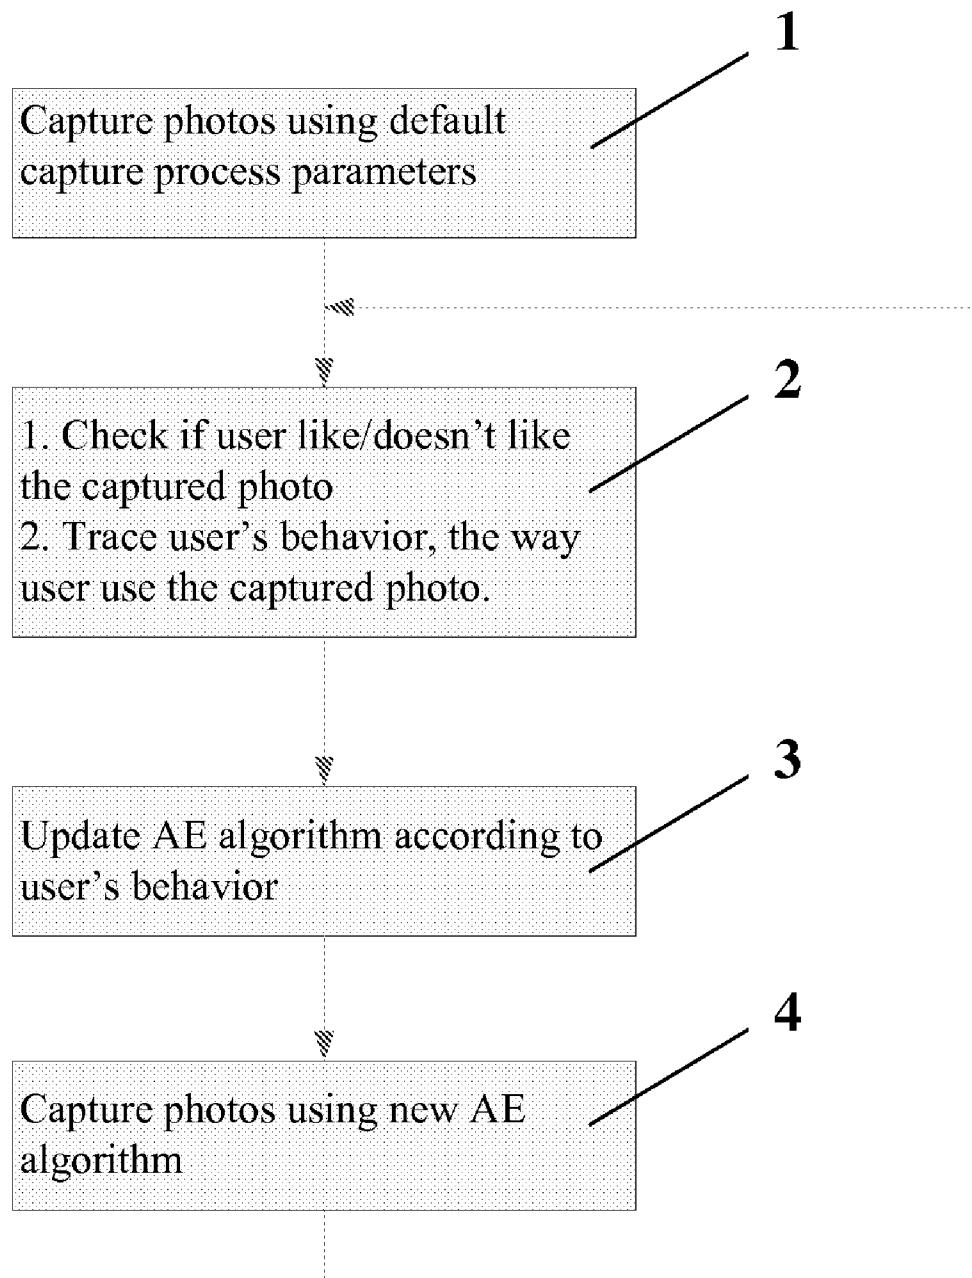 1
Capture photos using default
capture process parameters
2
1. Check if user like/doesn't like
the captured photo
2. Trace user's behavior, the way
user use the captured photo.
3
Update AE algorithm according to
user's behavior
4
Capture photos using new AE
algorithm